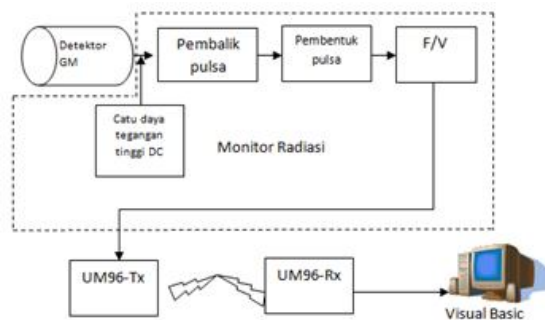 Detektor
GM
Pembalik
pulsa
Pembentuk
pulsa
F/V
Catu daya
tegangan
tinggi DC
Monitor Radiasi
UM96-Tx
UM96-Rx
Visual Basic